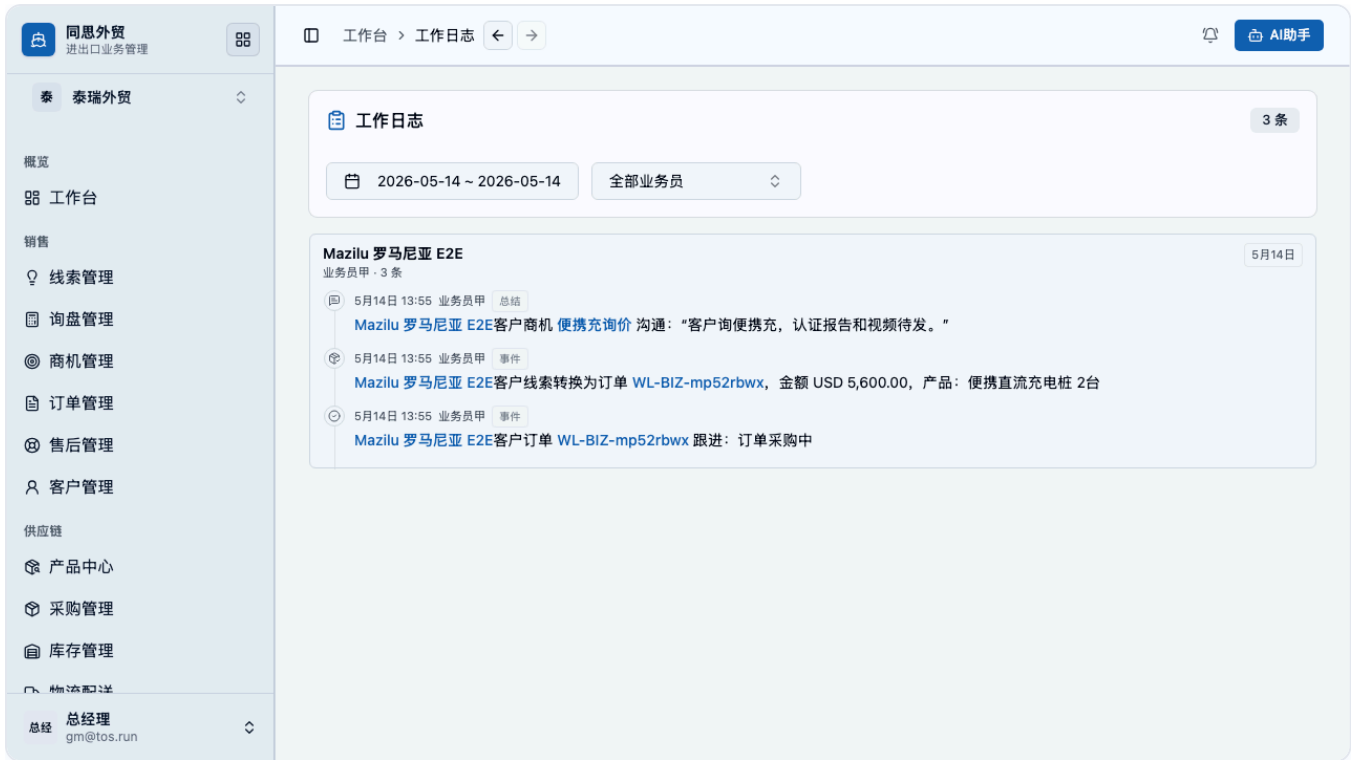 同思外贸
进出口业务管理
泰 泰瑞外贸
概览
工作台
销售
线索管理
询盘管理
商机管理
订单管理
售后管理
客户管理
供应链
产品中心
采购管理
库存管理
物流配送
总经 总经理
gm@tos.run
工作台 > 工作日志
AI助手
工作日志
3 条
2026-05-14 ~ 2026-05-14
全部业务员
Mazilu 罗马尼亚 E2E
5月14日
业务员甲 · 3 条
5月14日 13:55 业务员甲 总结
Mazilu 罗马尼亚 E2E客户商机 便携充询价 沟通：“客户询便携充，认证报告和视频待发。”
5月14日 13:55 业务员甲 事件
Mazilu 罗马尼亚 E2E客户线索转换为订单 WL-BIZ-mp52rbwx，金额 USD 5,600.00，产品：便携直流充电桩 2台
5月14日 13:55 业务员甲 事件
Mazilu 罗马尼亚 E2E客户订单 WL-BIZ-mp52rbwx 跟进：订单采购中